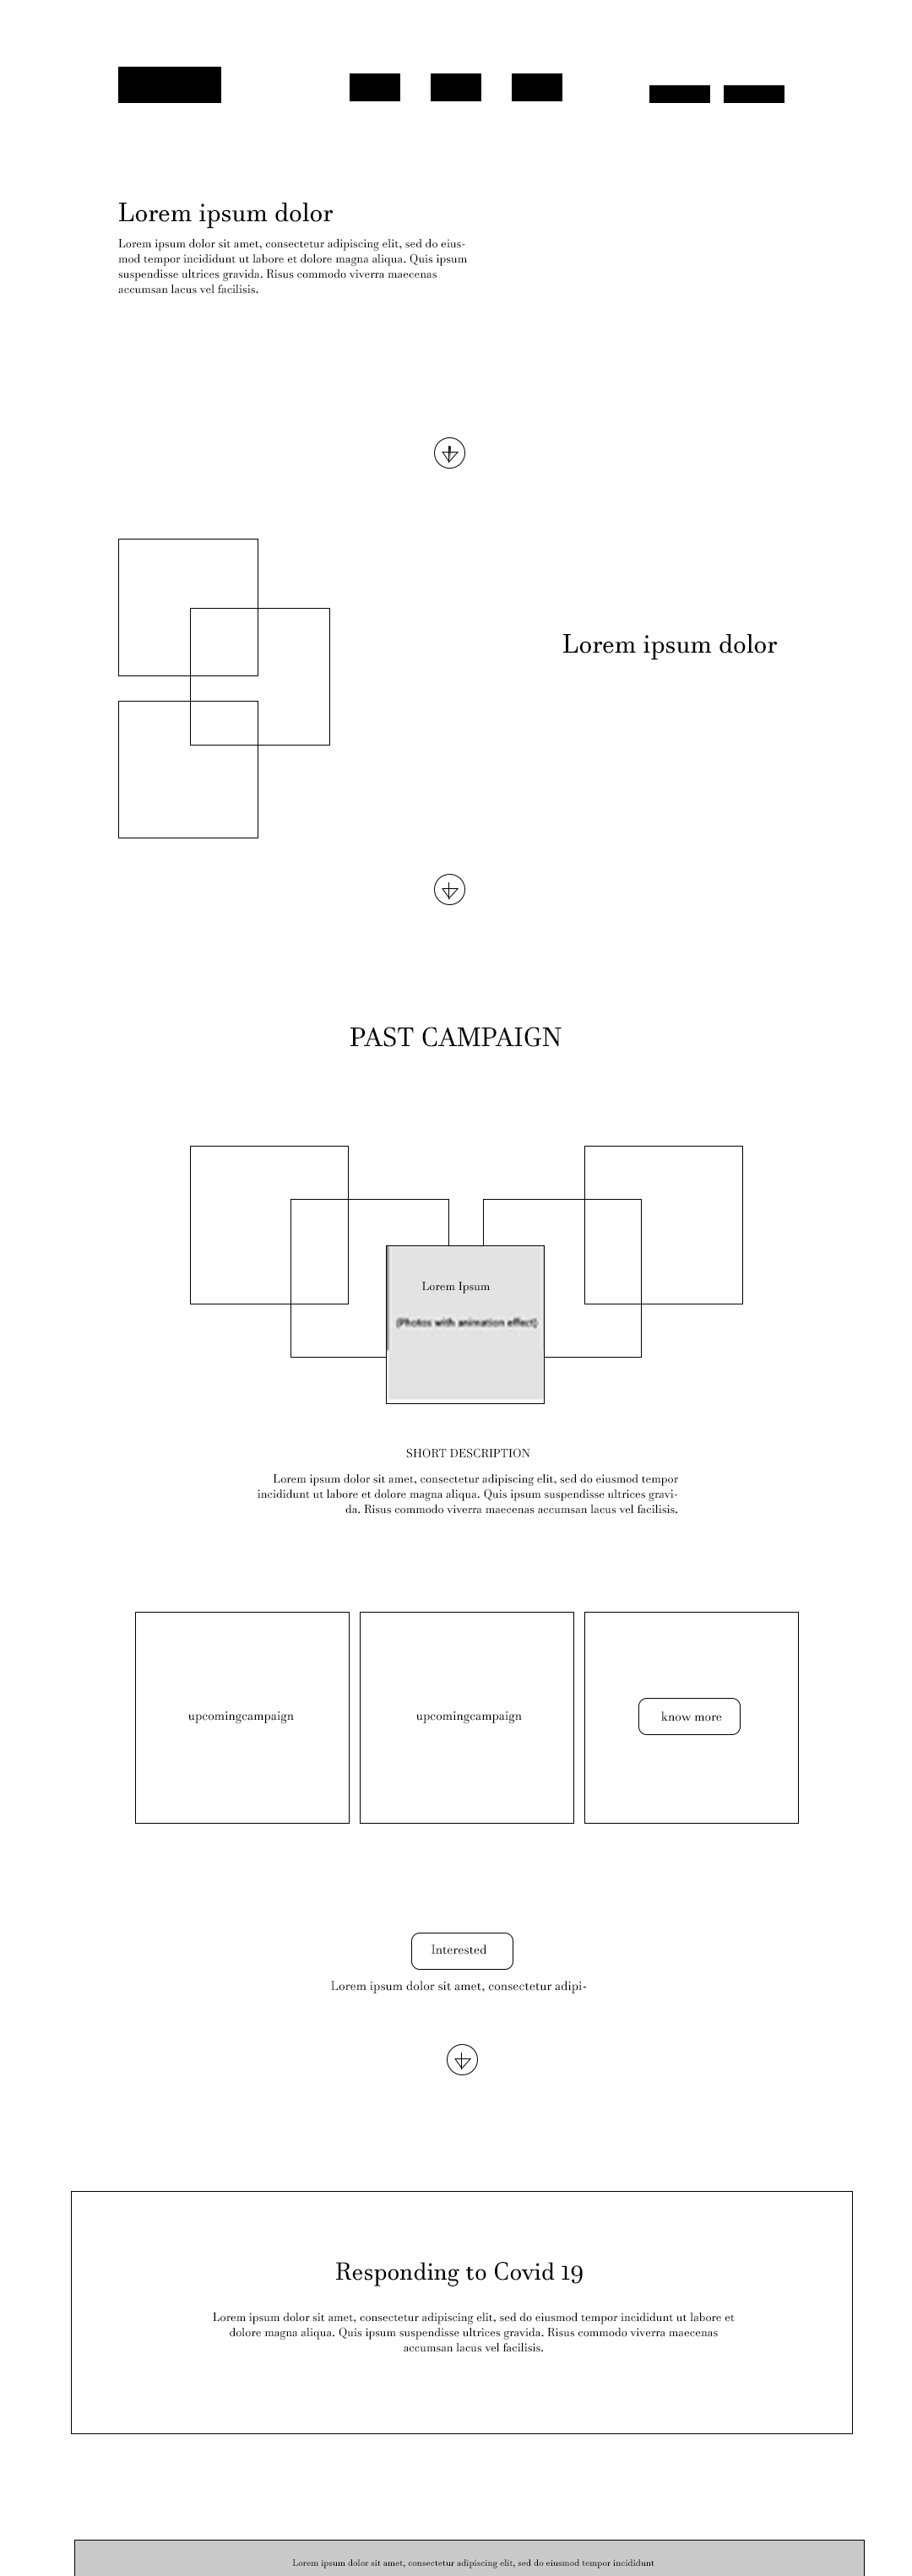 Lorem ipsum dolor
Lorem ipsum dolor sit amet, consectetur adipiscing elit, sed do eius-
mod tempor incididunt ut labore et dolore magna aliqua. Quis ipsum
suspendisse ultrices gravida. Risus commodo viverra maecenas
accumsan lacus vel facilisis.
Lorem ipsum dolor
PAST CAMPAIGN
Lorem Ipsum
(Photos with animation effect)
SHORT DESCRIPTION
Lorem ipsum dolor sit amet, consectetur adipiscing elit, sed do eiusmod tempor
incididunt ut labore et dolore magna aliqua. Quis ipsum suspendisse ultrices gravi-
da. Risus commodo viverra maecenas accumsan lacus vel facilisis.
upcomingcampaign
upcomingcampaign
know more
Interested
Lorem ipsum dolor sit amet, consectetur adipi-
Responding to Covid 19
Lorem ipsum dolor sit amet, consectetur adipiscing elit, sed do eiusmod tempor incididunt ut labore et
dolore magna aliqua. Quis ipsum suspendisse ultrices gravida. Risus commodo viverra maecenas
accumsan lacus vel facilisis.
Lorem ipsum dolor sit amet, consectetur adipiscing elit, sed do eiusmod tempor incididunt